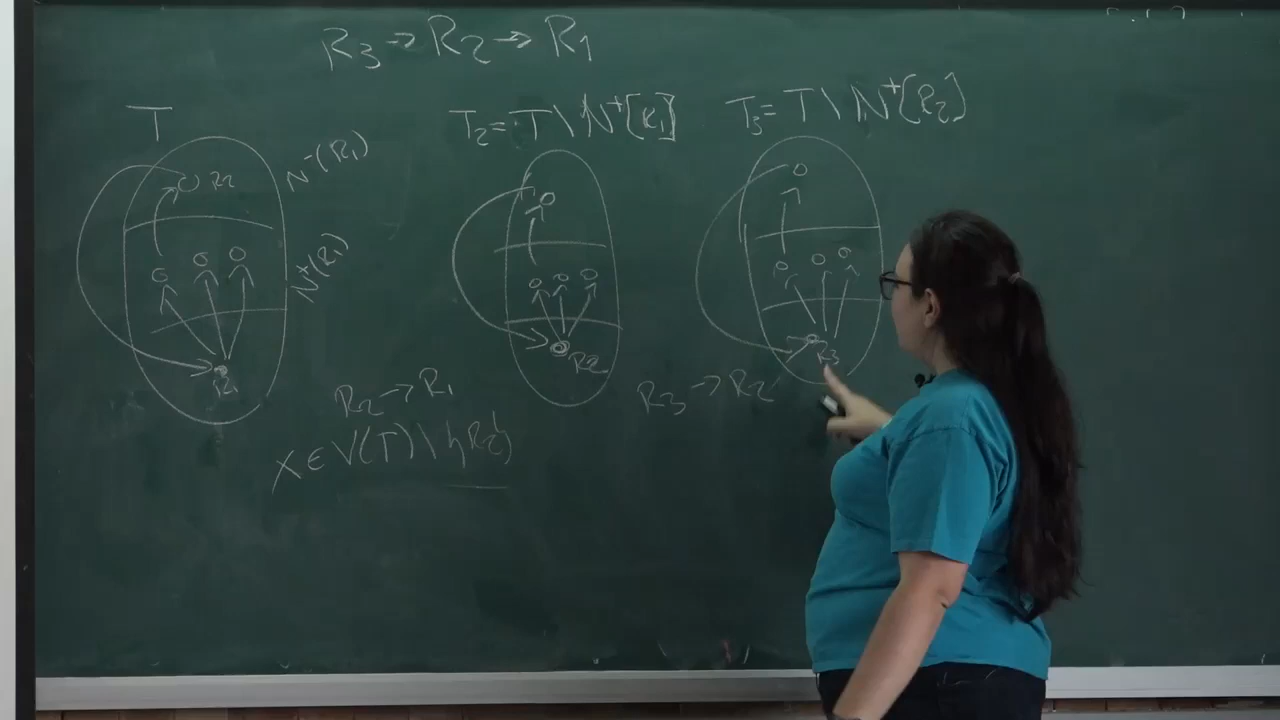 R3 → R2 → R1
T
T2 = T \ N⁺[R1]
T3 = T \ N⁺[R2]
R2
N⁻(R1)
N⁺(R1)
R1
R2
R3
R2 → R1
R3 → R2
X ∈ V(T) \ {R2}